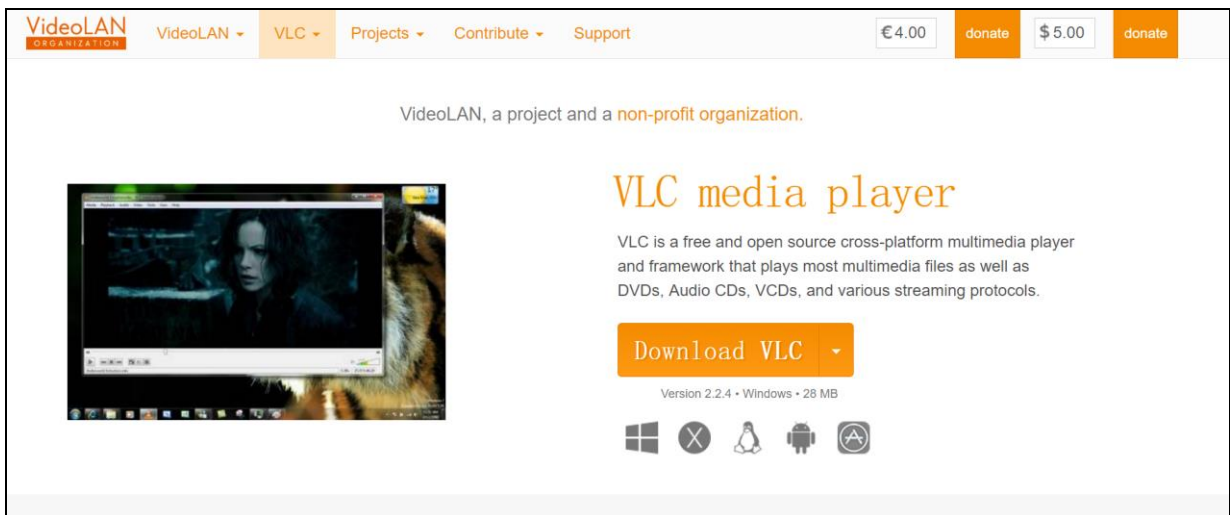 VideoLAN
ORGANIZATION
VideoLAN VLC Projects Contribute Support €4.00 donate $ 5.00 donate
VideoLAN, a project and a non-profit organization.
VLC media player
VLC is a free and open source cross-platform multimedia player
and framework that plays most multimedia files as well as
DVDs, Audio CDs, VCDs, and various streaming protocols.
Download VLC
Version 2.2.4 • Windows • 28 MB